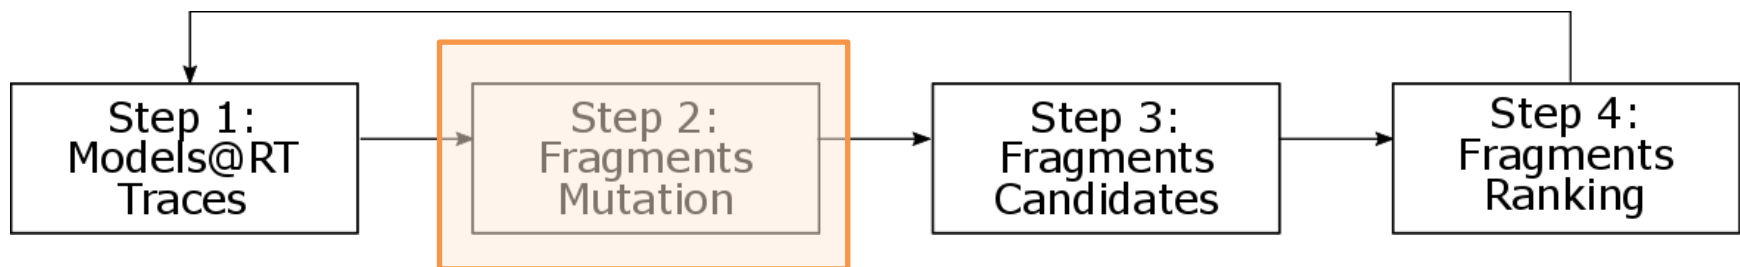 Step 1:
Models@RT
Traces
Step 2:
Fragments
Mutation
Step 3:
Fragments
Candidates
Step 4:
Fragments
Ranking